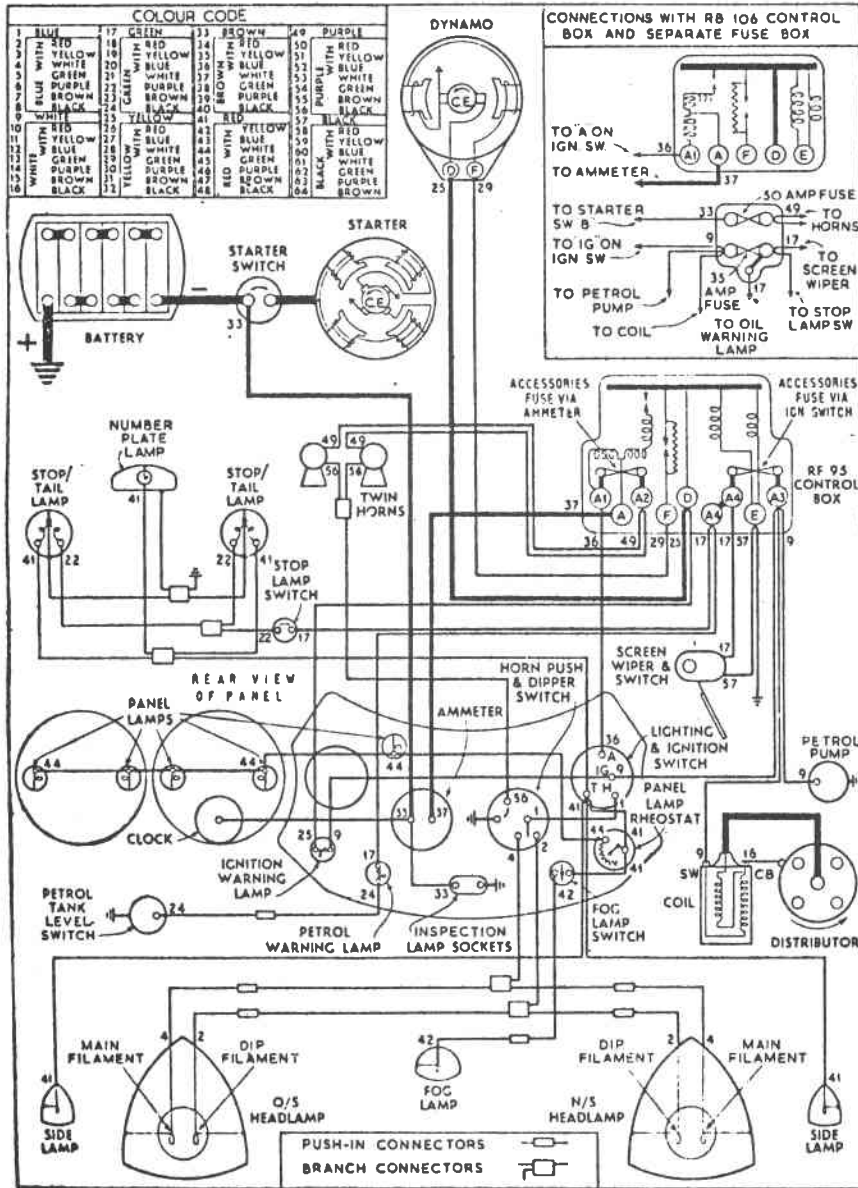 COLOUR CODE
1 BLUE 17 GREEN 33 BROWN 49 PURPLE
2 RED 18 RED 34 RED 50 RED
3 YELLOW 19 YELLOW 35 YELLOW 51 YELLOW
4 WHITE 20 BLUE 36 BLUE 52 BLUE
5 GREEN 21 WHITE 37 WHITE 53 WHITE
6 PURPLE 22 PURPLE 38 GREEN 54 GREEN
7 BROWN 23 BROWN 39 PURPLE 55 BROWN
8 BLACK 24 BLACK 40 BLACK 56 BLACK
BLUE WITH GREEN WITH BROWN WITH PURPLE WITH
9 WHITE 25 YELLOW 41 RED 57 BLACK
10 RED 26 RED 42 YELLOW 58 RED
11 YELLOW 27 BLUE 43 BLUE 59 YELLOW
12 BLUE 28 WHITE 44 WHITE 60 BLUE
13 GREEN 29 GREEN 45 GREEN 61 WHITE
14 PURPLE 30 PURPLE 46 PURPLE 62 GREEN
15 BROWN 31 BROWN 47 BROWN 63 PURPLE
16 BLACK 32 BLACK 48 BLACK 64 BROWN
WHITE WITH YELLOW WITH RED WITH BLACK WITH
DYNAMO
C.E.
D F
25 29
CONNECTIONS WITH RB 106 CONTROL
BOX AND SEPARATE FUSE BOX
TO A ON
IGN. SW.
36
A1 A F D E
TO AMMETER
37
50 AMP FUSE
TO STARTER
SW B
33
49
TO
HORNS
TO IG ON
IGN SW
9
17
TO
SCREEN
WIPER
35
AMP
FUSE
17
TO PETROL
PUMP
TO COIL
TO OIL
WARNING
LAMP
TO STOP
LAMP SW
BATTERY
+
−
STARTER
SWITCH
33
STARTER
C.E.
ACCESSORIES
FUSE VIA
AMMETER
ACCESSORIES
FUSE VIA
IGN SWITCH
RF 95
CONTROL
BOX
A1 A A2 F D A4 A4 E A3
37
36 49 29 25 17 17 57 9
NUMBER
PLATE
LAMP
41
STOP/
TAIL
LAMP
41 22
STOP/
TAIL
LAMP
22 41
49 49
56 56
TWIN
HORNS
STOP
LAMP
SWITCH
22 17
SCREEN
WIPER &
SWITCH
17
57
REAR VIEW
OF PANEL
PANEL
LAMPS
44 44 44
CLOCK
AMMETER
33 37
HORN PUSH
& DIPPER
SWITCH
56
1
4 2
36
A
IG 9
T H
41 1
LIGHTING
& IGNITION
SWITCH
PANEL
LAMP
RHEOSTAT
44 41
41
PETROL
PUMP
9
25 9
IGNITION
WARNING
LAMP
17
24
PETROL
WARNING LAMP
33
INSPECTION
LAMP SOCKETS
42
FOG
LAMP
SWITCH
PETROL
TANK
LEVEL
SWITCH
24
9 16
SW CB
COIL
DISTRIBUTOR
4 2
MAIN
FILAMENT
DIP
FILAMENT
O/S
HEADLAMP
41
SIDE
LAMP
42
FOG
LAMP
2 4
DIP
FILAMENT
MAIN
FILAMENT
N/S
HEADLAMP
41
SIDE
LAMP
PUSH-IN CONNECTORS
BRANCH CONNECTORS